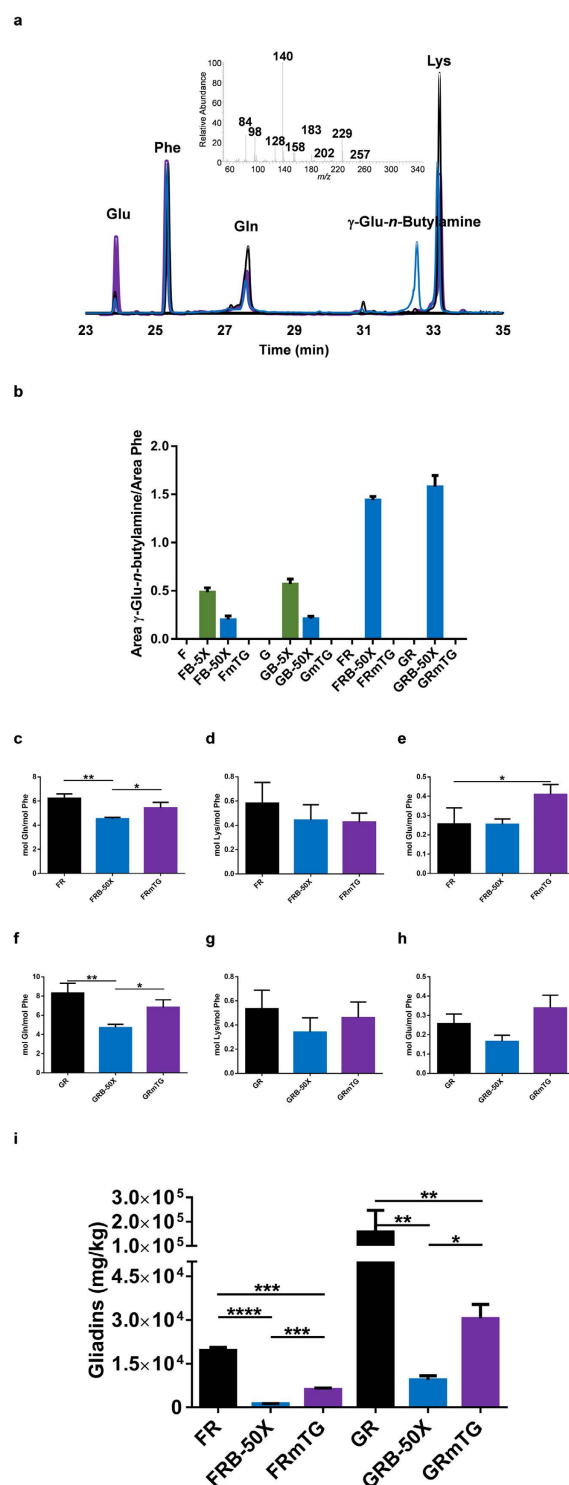 a
140
Lys
100
80
60
40
20
0
Relative Abundance
84
98
128
158
183
202
229
257
60
100
140
180
220
260
300
340
m/z
Glu
Phe
Gln
γ-Glu-n-Butylamine
23
25
27
29
31
33
35
Time (min)
b
Area γ-Glu-n-butylamine/Area Phe
2.0
1.5
1.0
0.5
0.0
F
FB-5X
FB-50X
FmTG
G
GB-5X
GB-50X
GmTG
FR
FRB-50X
FRmTG
GR
GRB-50X
GRmTG
c
mol Gln/mol Phe
8
6
4
2
0
**
*
FR
FRB-50X
FRmTG
d
mol Lys/mol Phe
0.8
0.6
0.4
0.2
0.0
FR
FRB-50X
FRmTG
e
mol Glu/mol Phe
0.5
0.4
0.3
0.2
0.1
0.0
*
FR
FRB-50X
FRmTG
f
mol Gln/mol Phe
10
8
6
4
2
0
**
*
GR
GRB-50X
GRmTG
g
mol Lys/mol Phe
0.8
0.6
0.4
0.2
0.0
GR
GRB-50X
GRmTG
h
mol Glu/mol Phe
0.5
0.4
0.3
0.2
0.1
0.0
GR
GRB-50X
GRmTG
i
Gliadins (mg/kg)
3.0× 10⁵
2.0× 10⁵
1.0× 10⁵
4.5× 10⁴
3.0× 10⁴
1.5× 10⁴
0
***
****
***
**
**
*
FR
FRB-50X
FRmTG
GR
GRB-50X
GRmTG